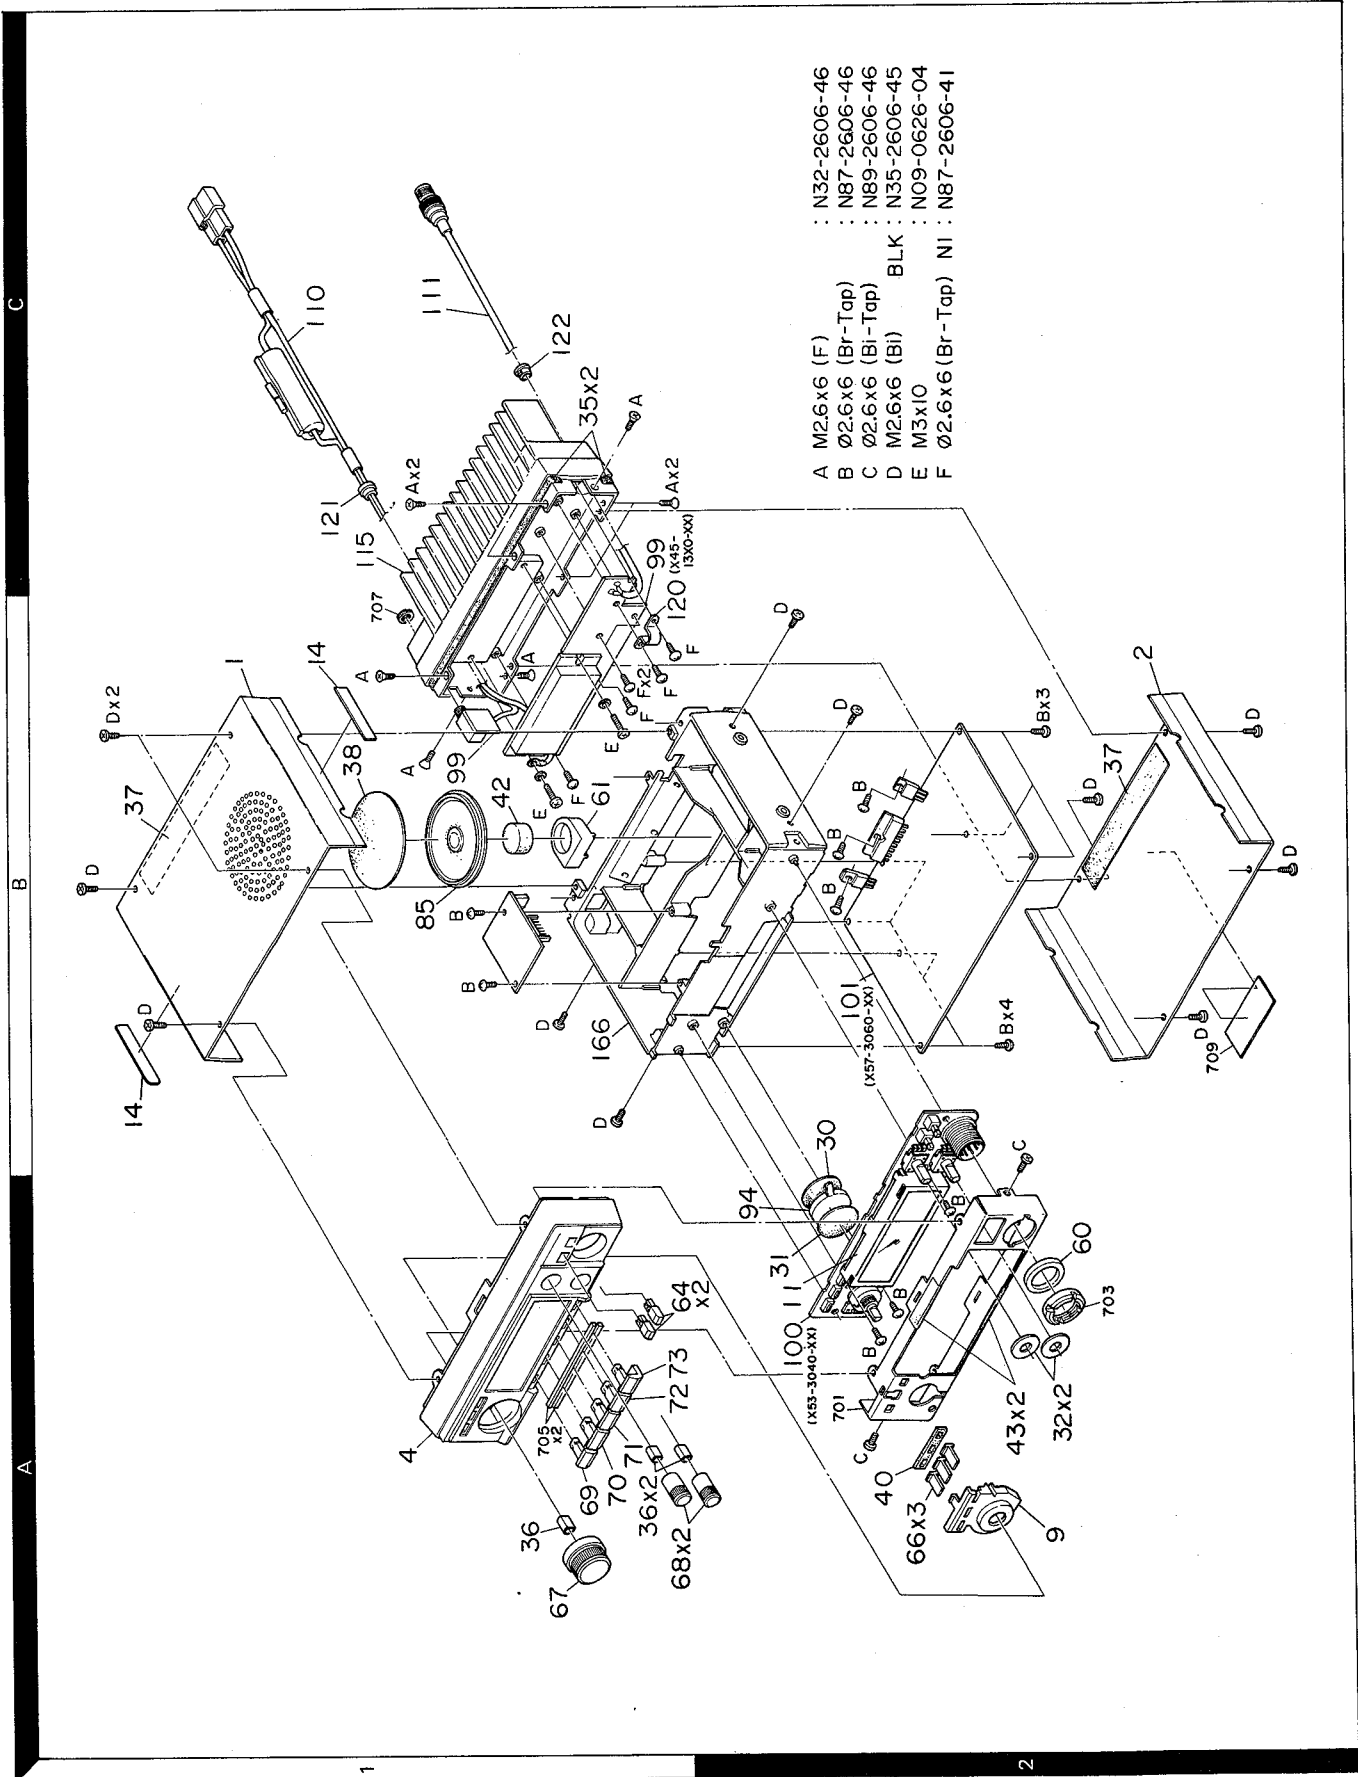 A
B
C
1
2
Dx2
D
D
37
1
14
14
38
85
42
61
99
B
B
D
166
D
110
121
115
707
111
122
35x2
Ax2
A
Ax2
A
A
A
99
(X45-
13X0-XX)
120
F
F
Fx2
F
E
E
F
D
D
Bx3
2
37
D
D
D
D
709
Bx4
B
B
B
101
(X57-3060-XX)
4
64
x2
73
72
71
70
69
705
x2
36x2
68x2
36
67
30
94
31
11
100
(X53-3040-XX)
B
B
B
C
60
703
32x2
43x2
701
C
40
66x3
9
A M2.6x6 (F) : N32-2606-46
B Ø2.6x6 (Br-Tap) : N87-2606-46
C Ø2.6x6 (Bi-Tap) : N89-2606-46
D M2.6x6 (Bi) BLK : N35-2606-45
E M3x10 : N09-0626-04
F Ø2.6x6 (Br-Tap) NI : N87-2606-41